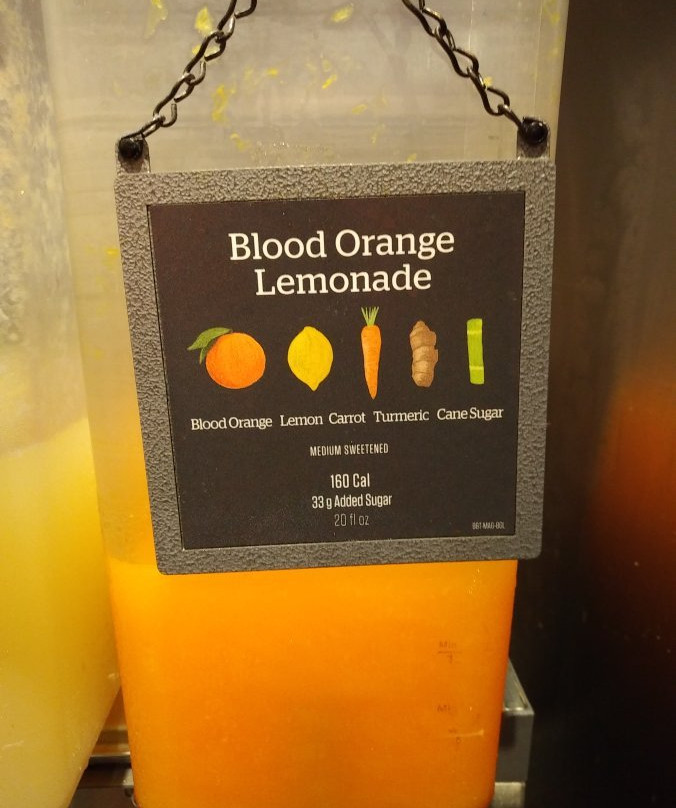 Blood Orange
Lemonade
Blood Orange Lemon Carrot Turmeric Cane Sugar
MEDIUM SWEETENED
160 Cal
33 g Added Sugar
20 fl oz